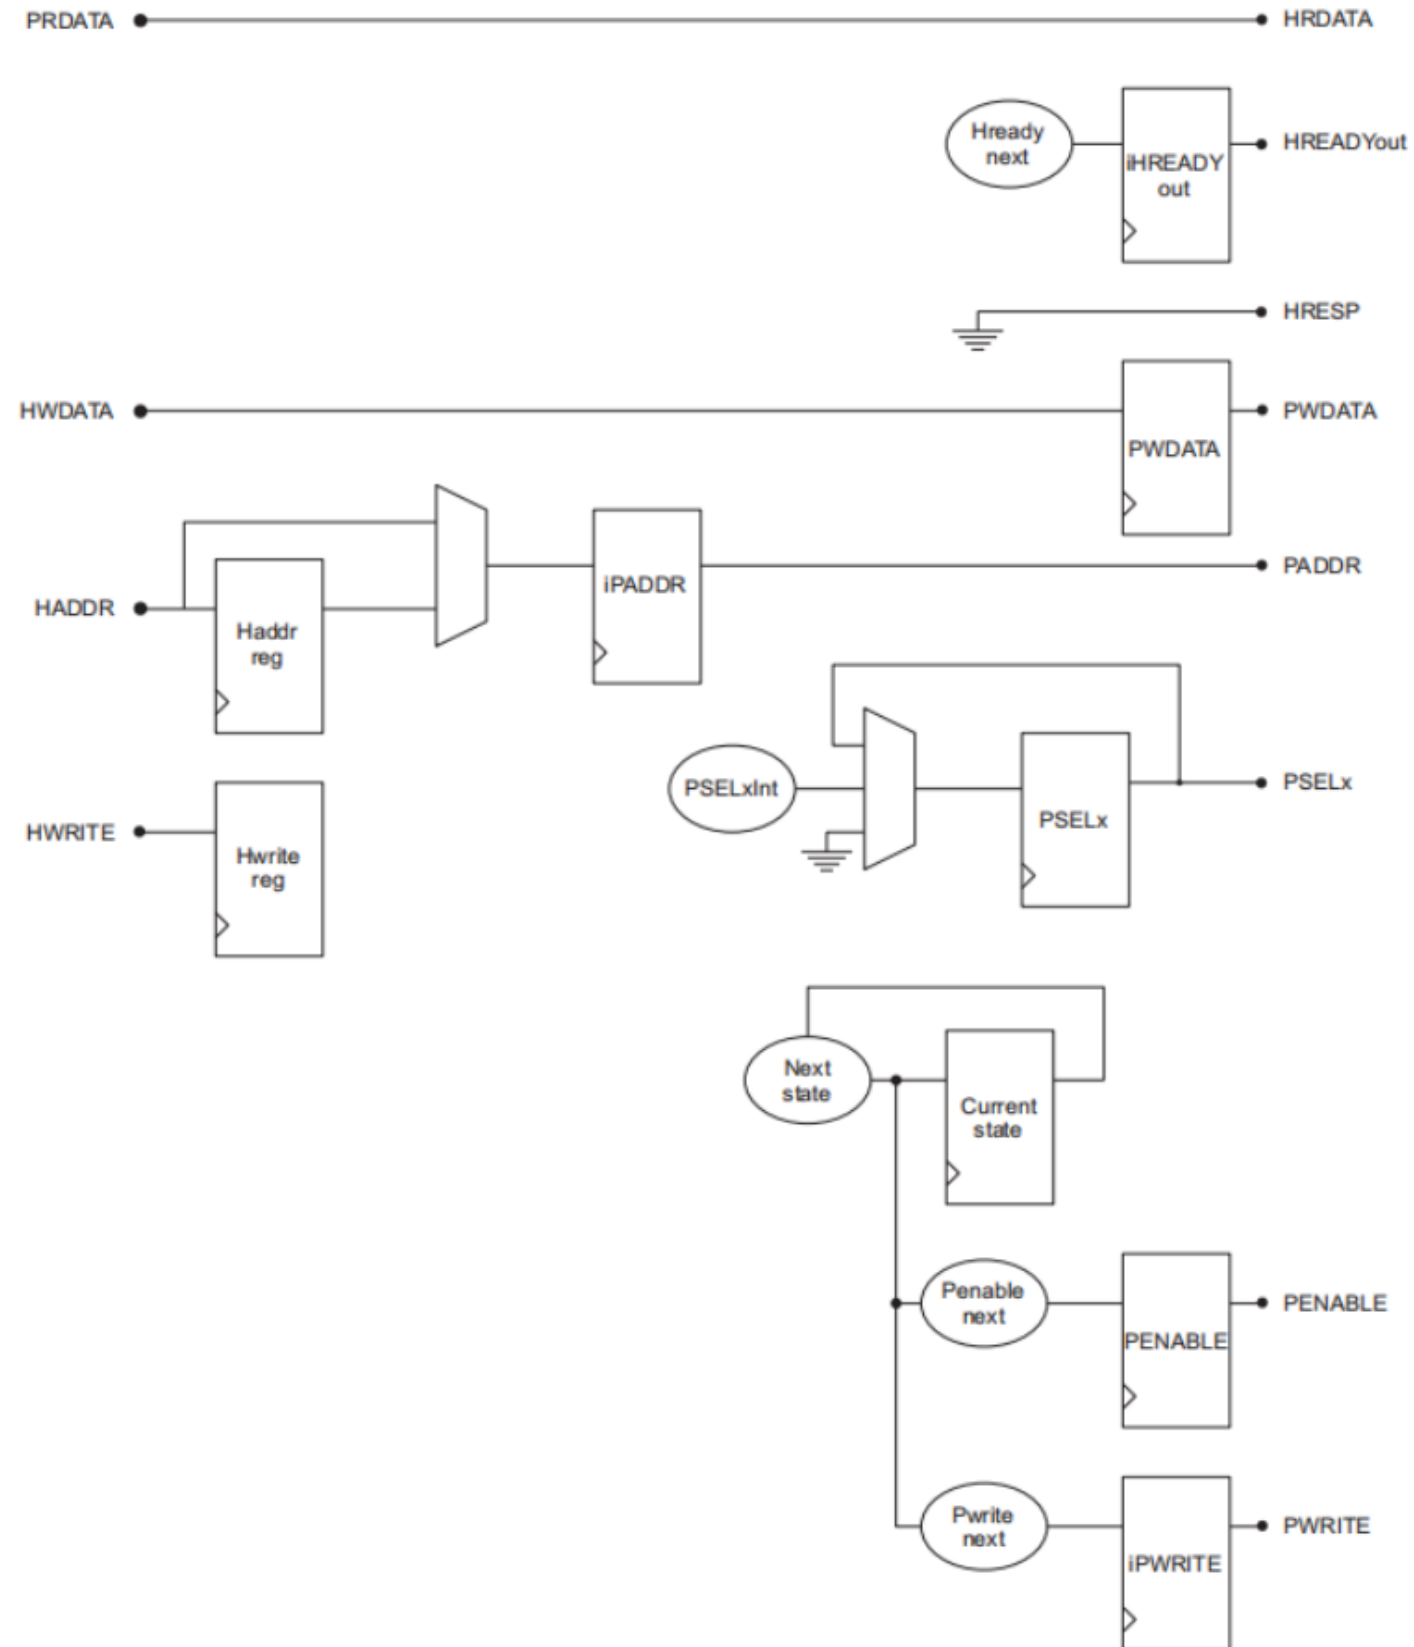 PRDATA
HRDATA
Hready
next
iHREADY
out
HREADYout
HRESP
HWDATA
PWDATA
PWDATA
HADDR
Haddr
reg
iPADDR
PADDR
HWRITE
Hwrite
reg
PSELxInt
PSELx
PSELx
Next
state
Current
state
Penable
next
PENABLE
PENABLE
Pwrite
next
iPWRITE
PWRITE